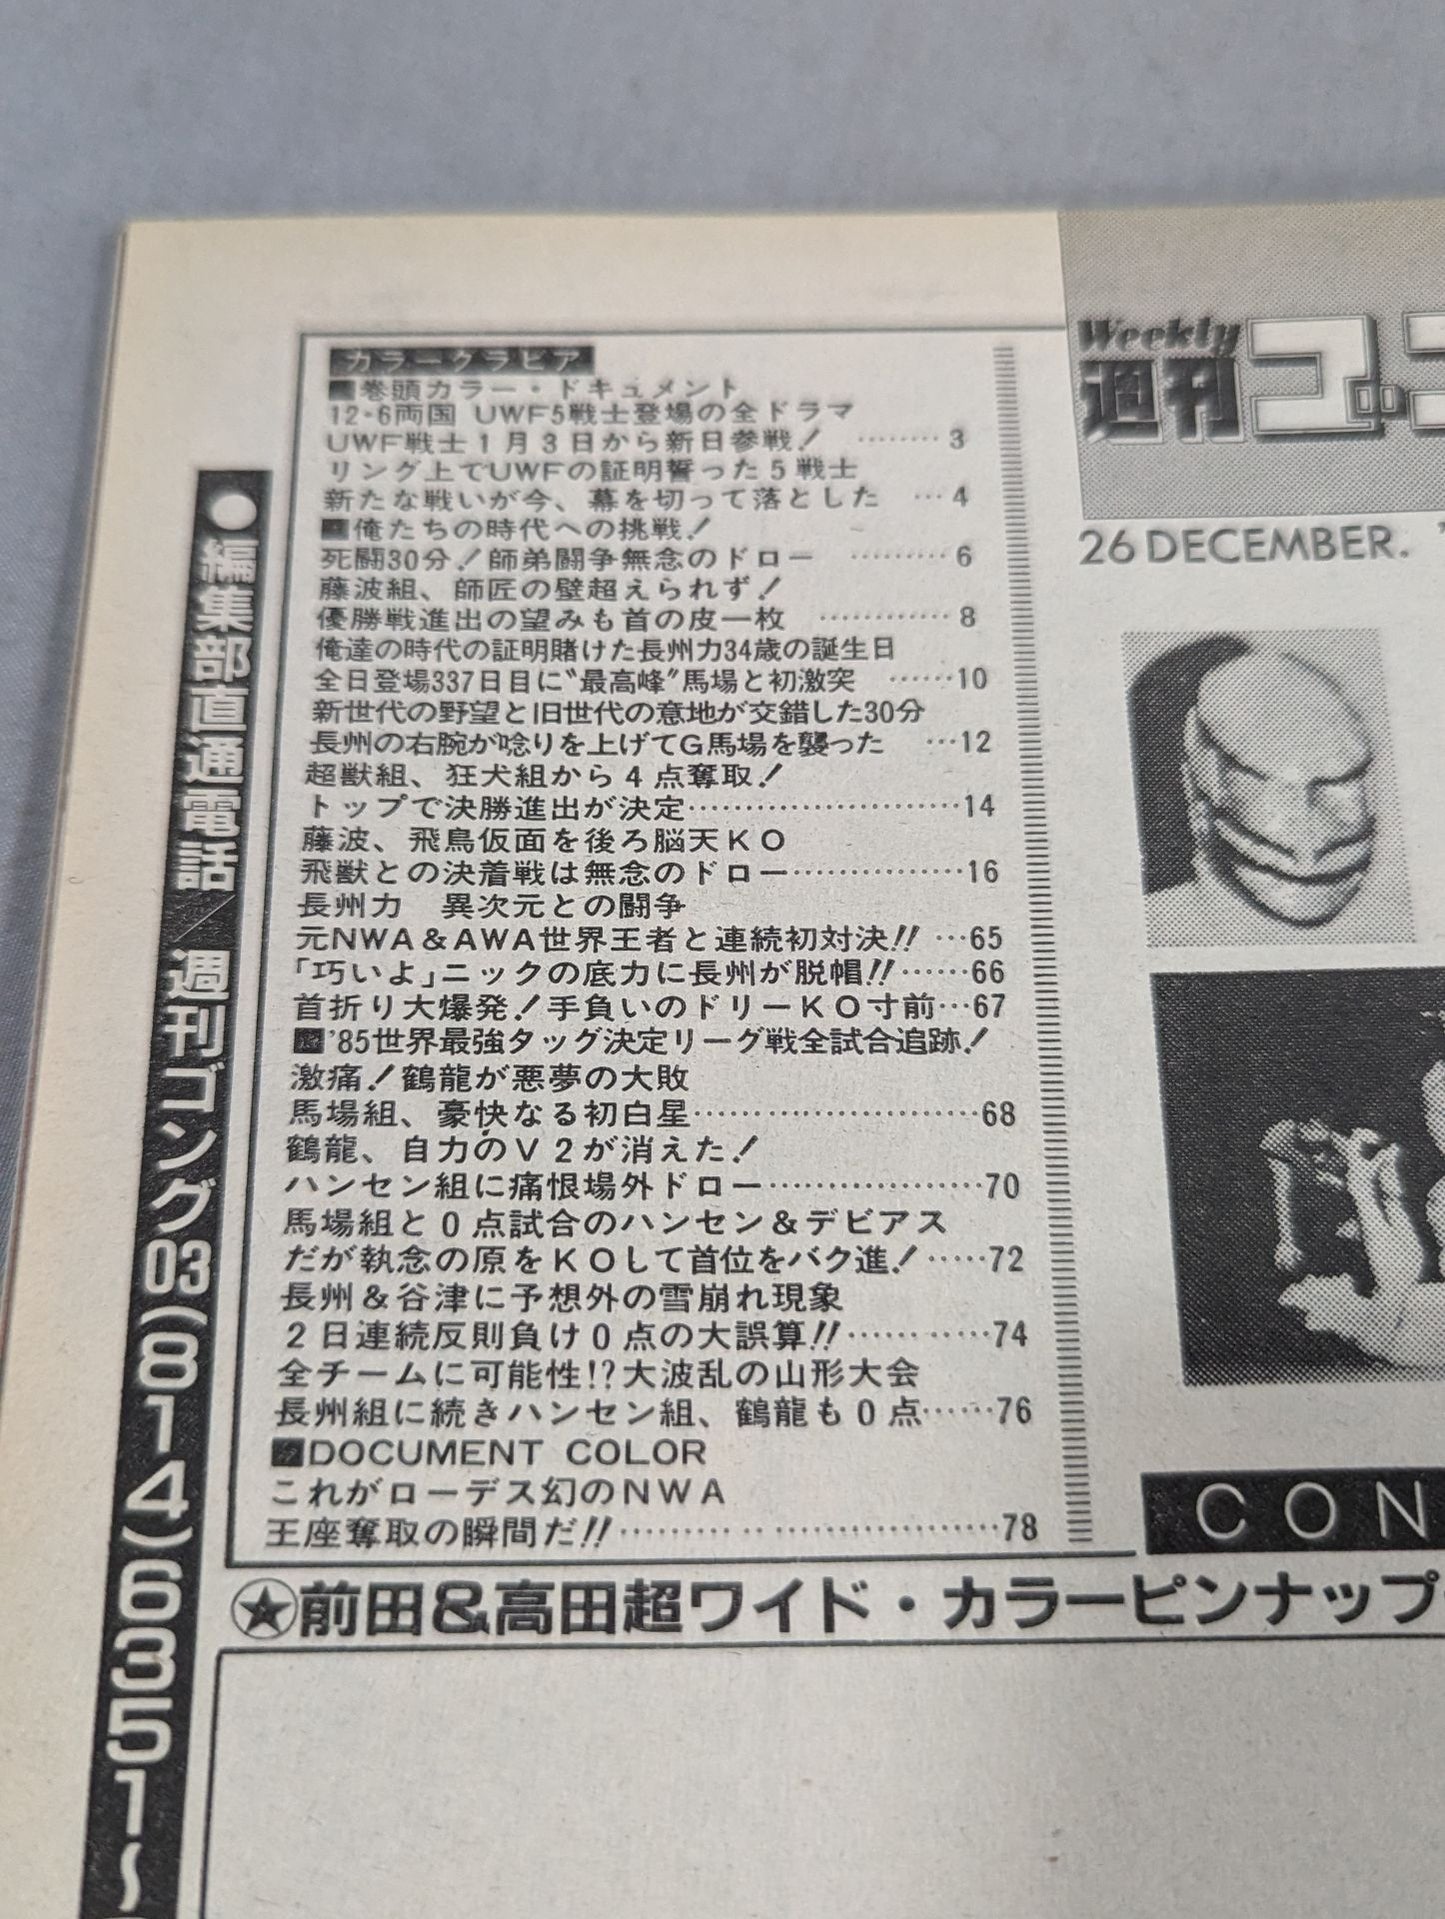 カラーグラビア
■巻頭カラー・ドキュメント
12・6両国 UWF5戦士登場の全ドラマ
UWF戦士1月3日から新日参戦！ ………3
リング上でUWFの証明誓った5戦士
新たな戦いが今、幕を切って落とした …4
■俺たちの時代への挑戦！
死闘30分！師弟闘争無念のドロー ………6
藤波組、師匠の壁超えられず！
優勝戦進出の望みも首の皮一枚 …………8
俺達の時代の証明賭けた長州力34歳の誕生日
全日登場337日目に〝最高峰〟馬場と初激突 ……10
新世代の野望と旧世代の意地が交錯した30分
長州の右腕が唸りを上げてG馬場を襲った …12
超獣組、狂犬組から4点奪取！
トップで決勝進出が決定……………………14
藤波、飛鳥仮面を後ろ脳天KO
飛獣との決着戦は無念のドロー……………16
長州力 異次元との闘争
元NWA&AWA世界王者と連続初対決!! …65
「巧いよ」ニックの底力に長州が脱帽!!……66
首折り大爆発！手負いのドリーKO寸前…67
■'85世界最強タッグ決定リーグ戦全試合追跡！
激痛！鶴龍が悪夢の大敗
馬場組、豪快なる初白星………………………68
鶴龍、自力のV2が消えた！
ハンセン組に痛恨場外ドロー…………………70
馬場組と0点試合のハンセン&デビアス
だが執念の原をKOして首位をバク進！……72
長州&谷津に予想外の雪崩れ現象
2日連続反則負け0点の大誤算!!…………74
全チームに可能性!?大波乱の山形大会
長州組に続きハンセン組、鶴龍も0点……76
■DOCUMENT COLOR
これがローデス幻のNWA
王座奪取の瞬間だ!!………………………………78
★前田&高田超ワイド・カラーピンナップ
●編集部直通電話／週刊ゴング03(814)6351〜
Weekly
週刊ゴ
26 DECEMBER.
CON